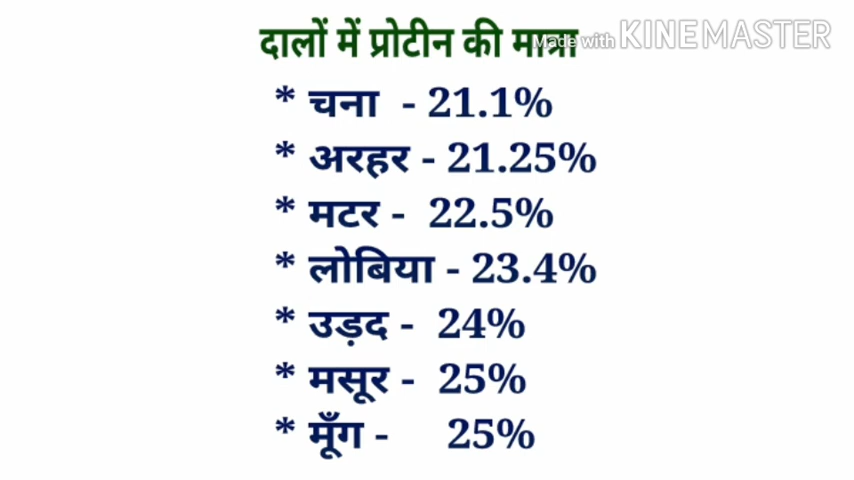 दालों में प्रोटीन की मात्रा
Made with KINEMASTER
* चना - 21.1%
* अरहर - 21.25%
* मटर - 22.5%
* लोबिया - 23.4%
* उड़द - 24%
* मसूर - 25%
* मूँग - 25%